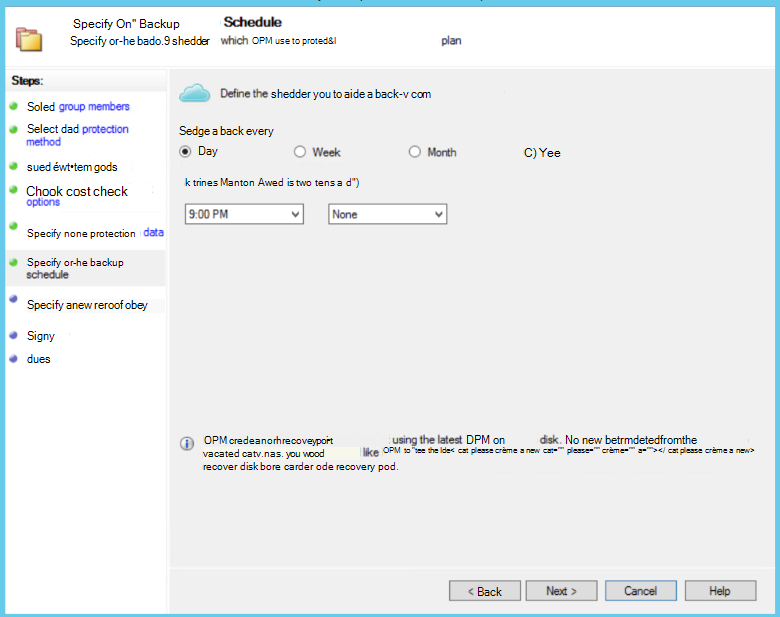 Specify On" Backup
Schedule
Specify or-he bado.9 shedder which OPM use to proted&l plan
Steps:
Soled group members
Select dad protection
method
sued éwt•tem gods
Chook cost check
options
Specify none protection data
Specify or-he backup
schedule
Specify anew reroof obey
Signy
dues
Define the shedder you to aide a back-v com
Sedge a back every
Day
Week
Month
C) Yee
k trines Manton Awed is two tens a d")
9:00 PM
None
OPM credeanorhrecoveyport using the latest DPM on disk. No new betrmdetedfromthe
vacated catv.nas. you wood like OPM to "tee the lde< cat please crème a new cat="" please="" crème="" a=""></ cat please crème a new>
recover disk bore carder ode recovery pod.
< Back
Next >
Cancel
Help